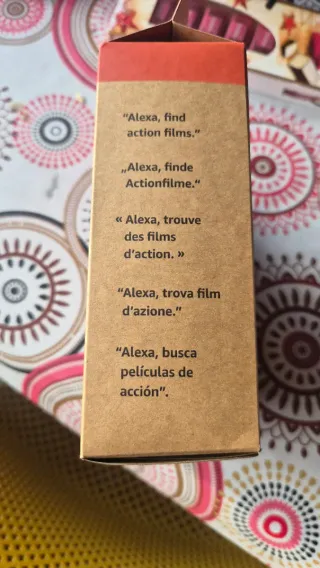 “Alexa, find
action films.”
„Alexa, finde
Actionfilme.“
« Alexa, trouve
des films
d’action. »
“Alexa, trova film
d’azione.”
“Alexa, busca
películas de
acción”.